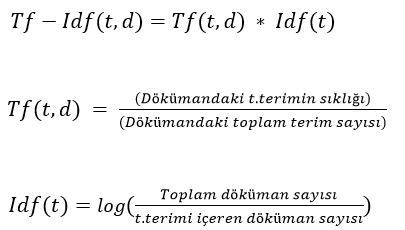 Tf − Idf(t, d) = Tf(t, d) * Idf(t)
Tf(t, d) = (Dökümandaki t.terimin sıklığı)
(Dökümandaki toplam terim sayısı)
Idf(t) = log(Toplam döküman sayısı
t.terimi içeren döküman sayısı)